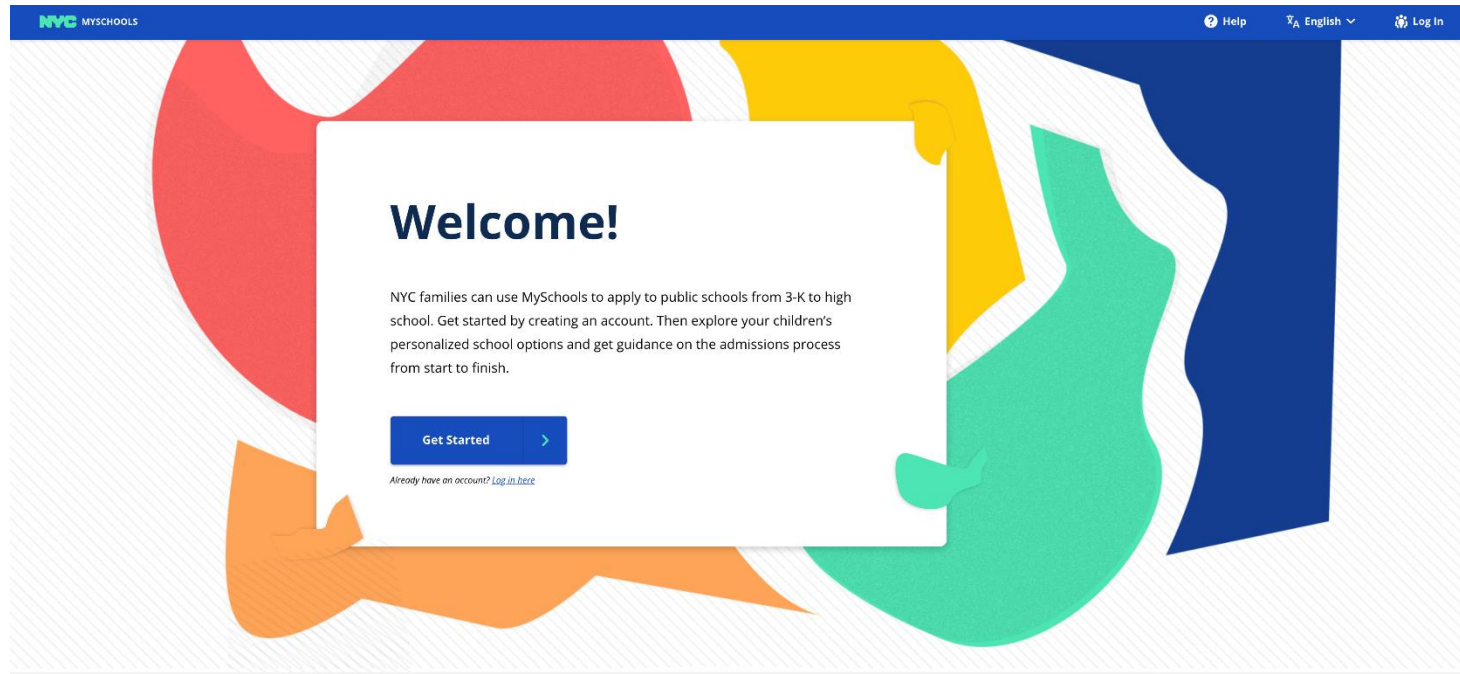 NYC MYSCHOOLS
Help
English
Log In
Welcome!
NYC families can use MySchools to apply to public schools from 3-K to high
school. Get started by creating an account. Then explore your children’s
personalized school options and get guidance on the admissions process
from start to finish.
Get Started
Already have an account? Log in here